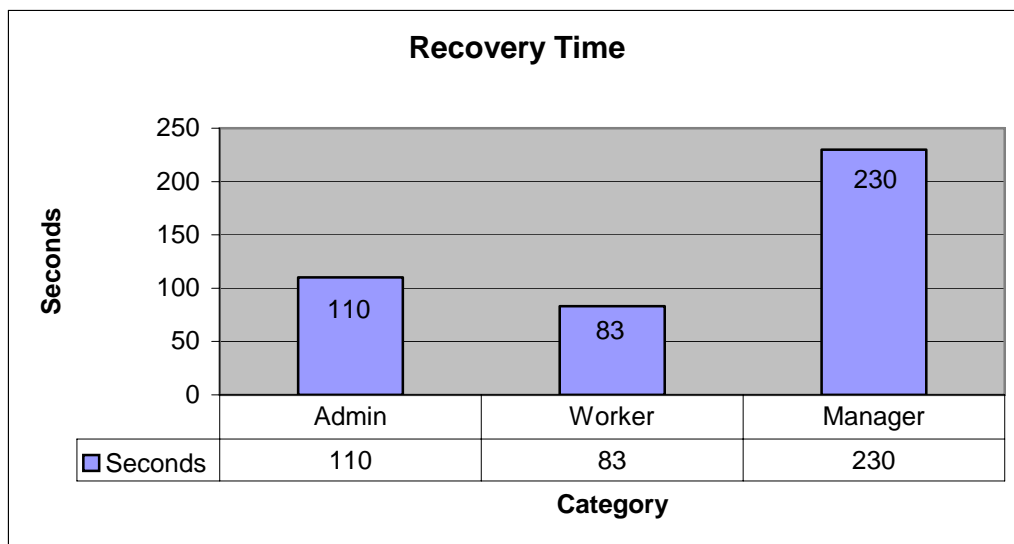 Recovery Time
250
200
150
100
50
0
Seconds
110
83
230
Admin Worker Manager
Seconds 110 83 230
Category